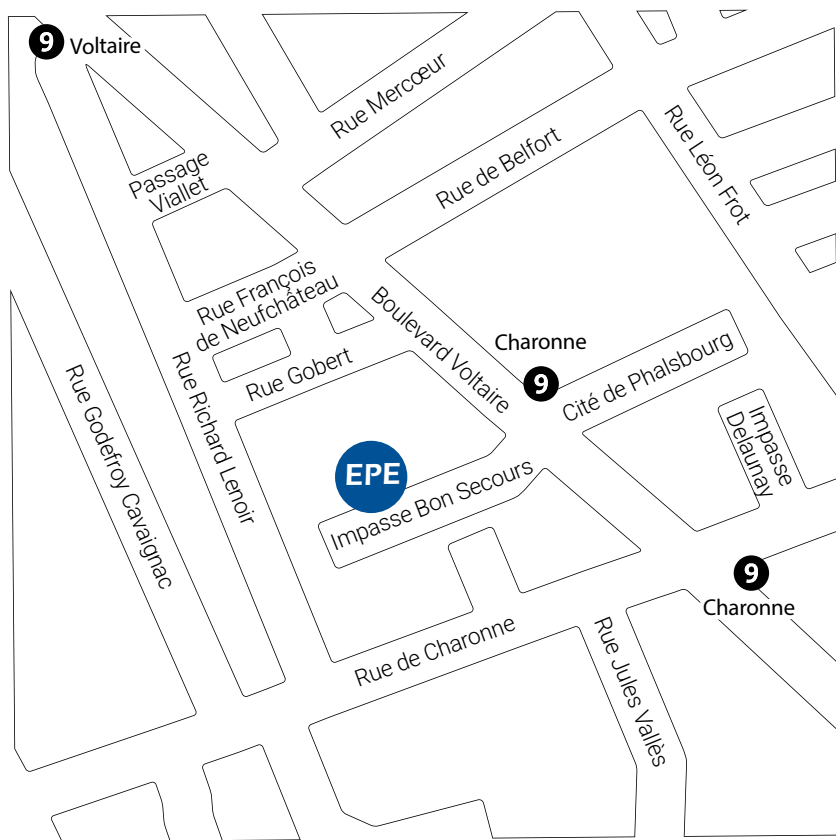 9 Voltaire
Rue Mercœur
Rue de Belfort
Rue Léon Frot
Passage
Viallet
Rue François
de Neufchâteau
Boulevard Voltaire
Charonne
9
Cité de Phalsbourg
Rue Gobert
Rue Richard Lenoir
Rue Godefroy Cavaignac
Impasse
Delaunay
EPE
Impasse Bon Secours
9
Charonne
Rue de Charonne
Rue Jules Vallès